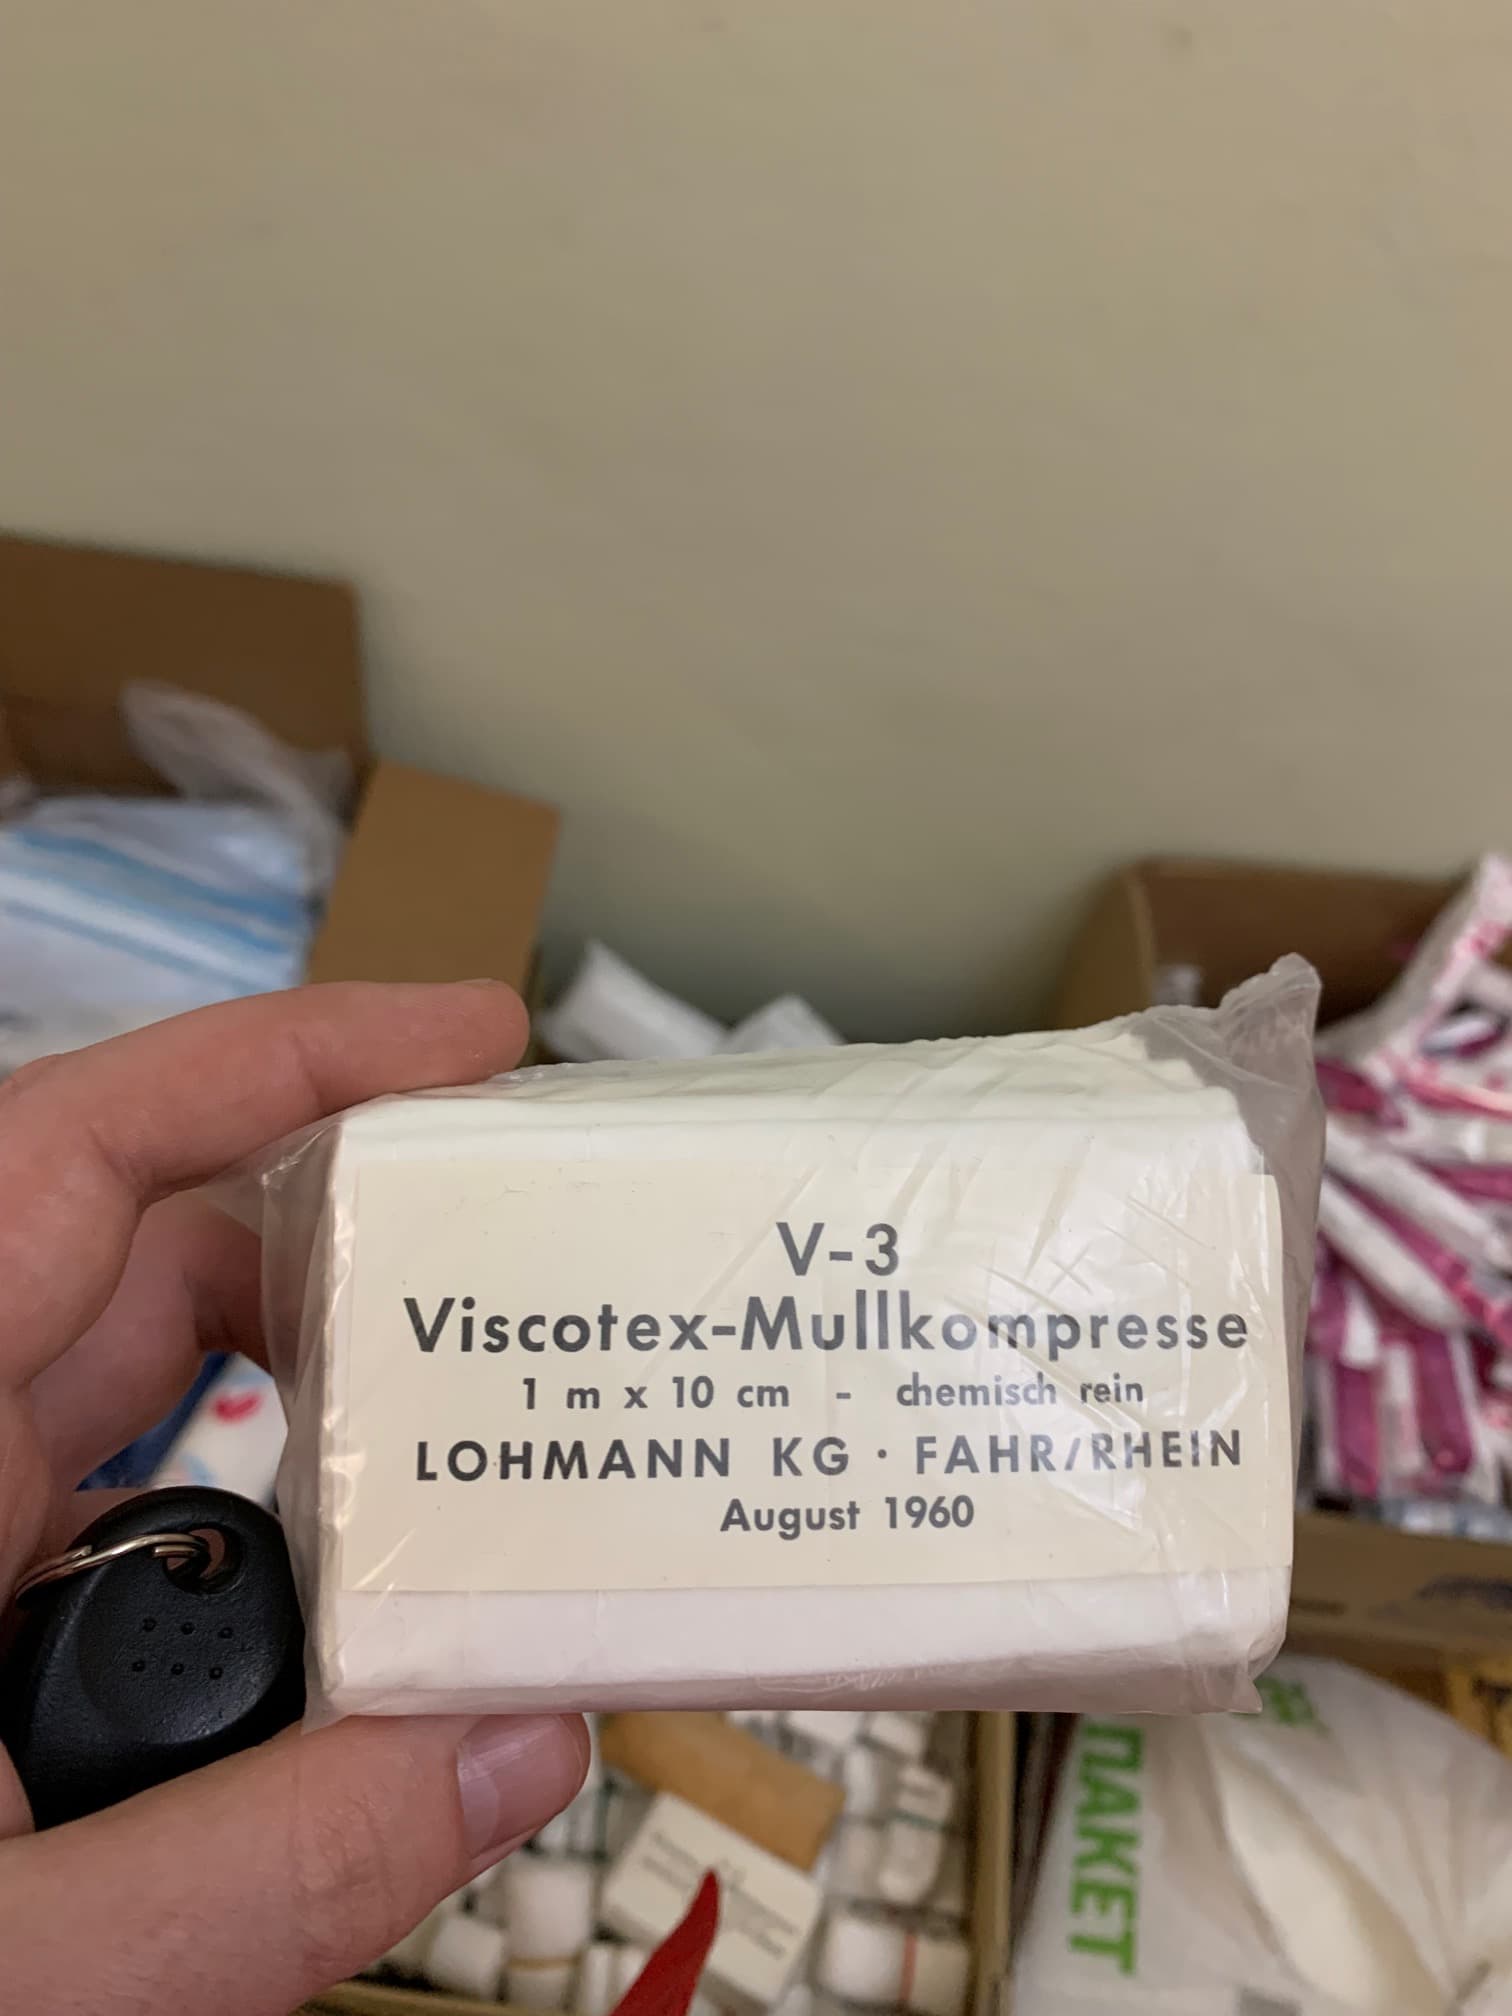 V-3
Viscotex-Mullkompresse
1 m x 10 cm - chemisch rein
LOHMANN KG · FAHR/RHEIN
August 1960
ПАКЕТ